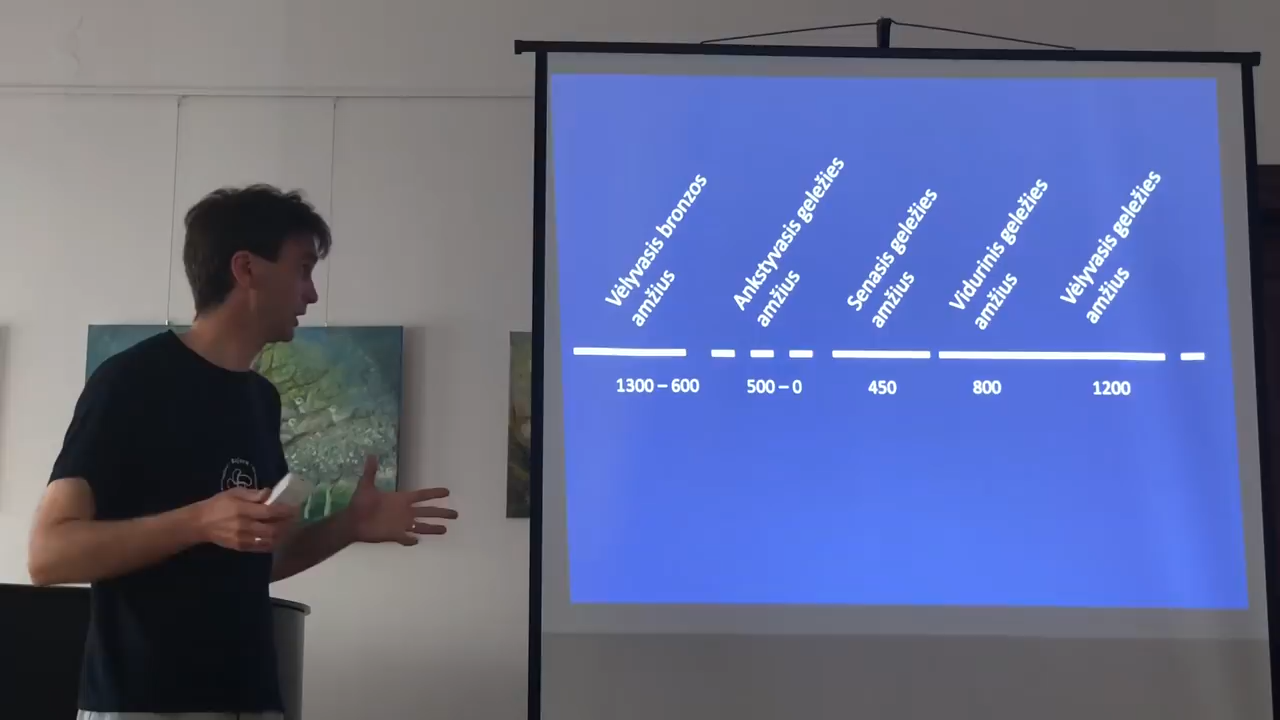 Vėlyvasis bronzos
amžius
Ankstyvasis geležies
amžius
Senasis geležies
amžius
Vidurinis geležies
amžius
Vėlyvasis geležies
amžius
1300 – 600
500 – 0
450
800
1200